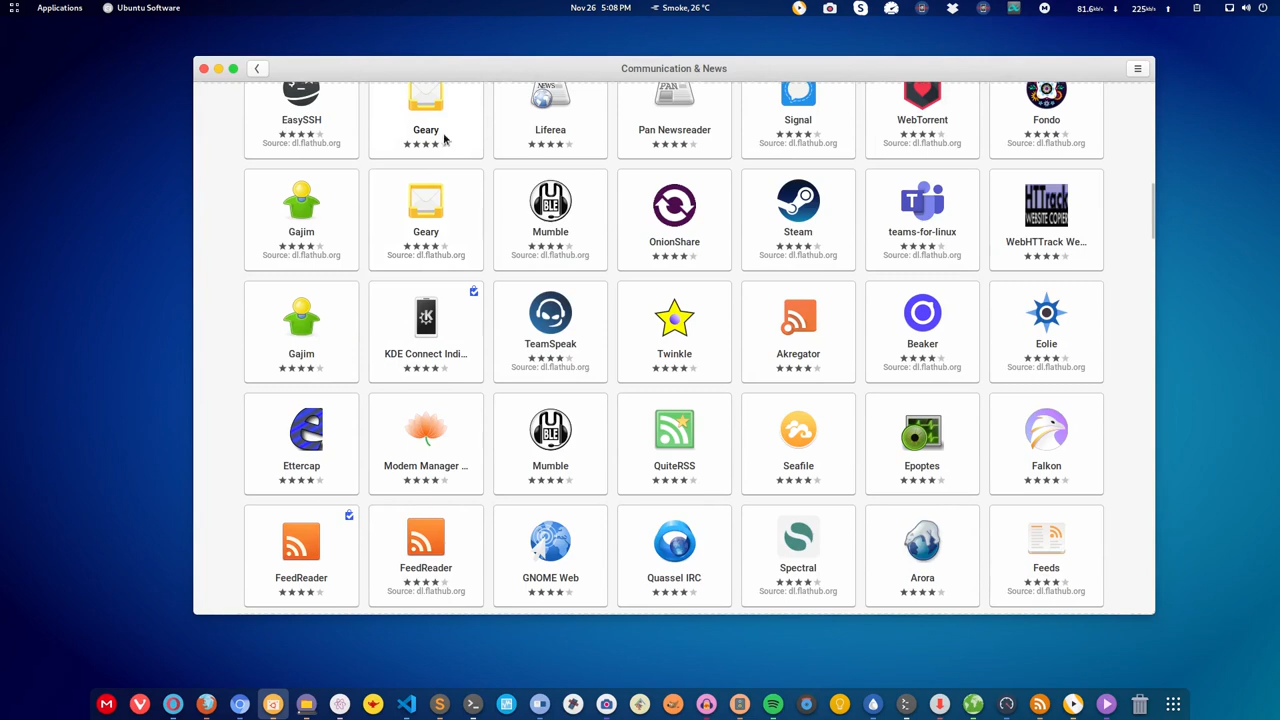 Applications Ubuntu Software Nov 26 5:08 PM Smoke, 26 °C 81.6kb/s 225kb/s
Communication & News
EasySSH Geary Liferea Pan Newsreader Signal WebTorrent Fondo
Source: dl.flathub.org Source: dl.flathub.org Source: dl.flathub.org Source: dl.flathub.org
Gajim Geary Mumble OnionShare Steam teams-for-linux WebHTTrack We...
Source: dl.flathub.org Source: dl.flathub.org Source: dl.flathub.org Source: dl.flathub.org Source: dl.flathub.org
Gajim KDE Connect Indi... TeamSpeak Twinkle Akregator Beaker Eolie
Source: dl.flathub.org Source: dl.flathub.org Source: dl.flathub.org
Ettercap Modem Manager ... Mumble QuiteRSS Seafile Epoptes Falkon
FeedReader FeedReader GNOME Web Quassel IRC Spectral Arora Feeds
Source: dl.flathub.org Source: dl.flathub.org Source: dl.flathub.org